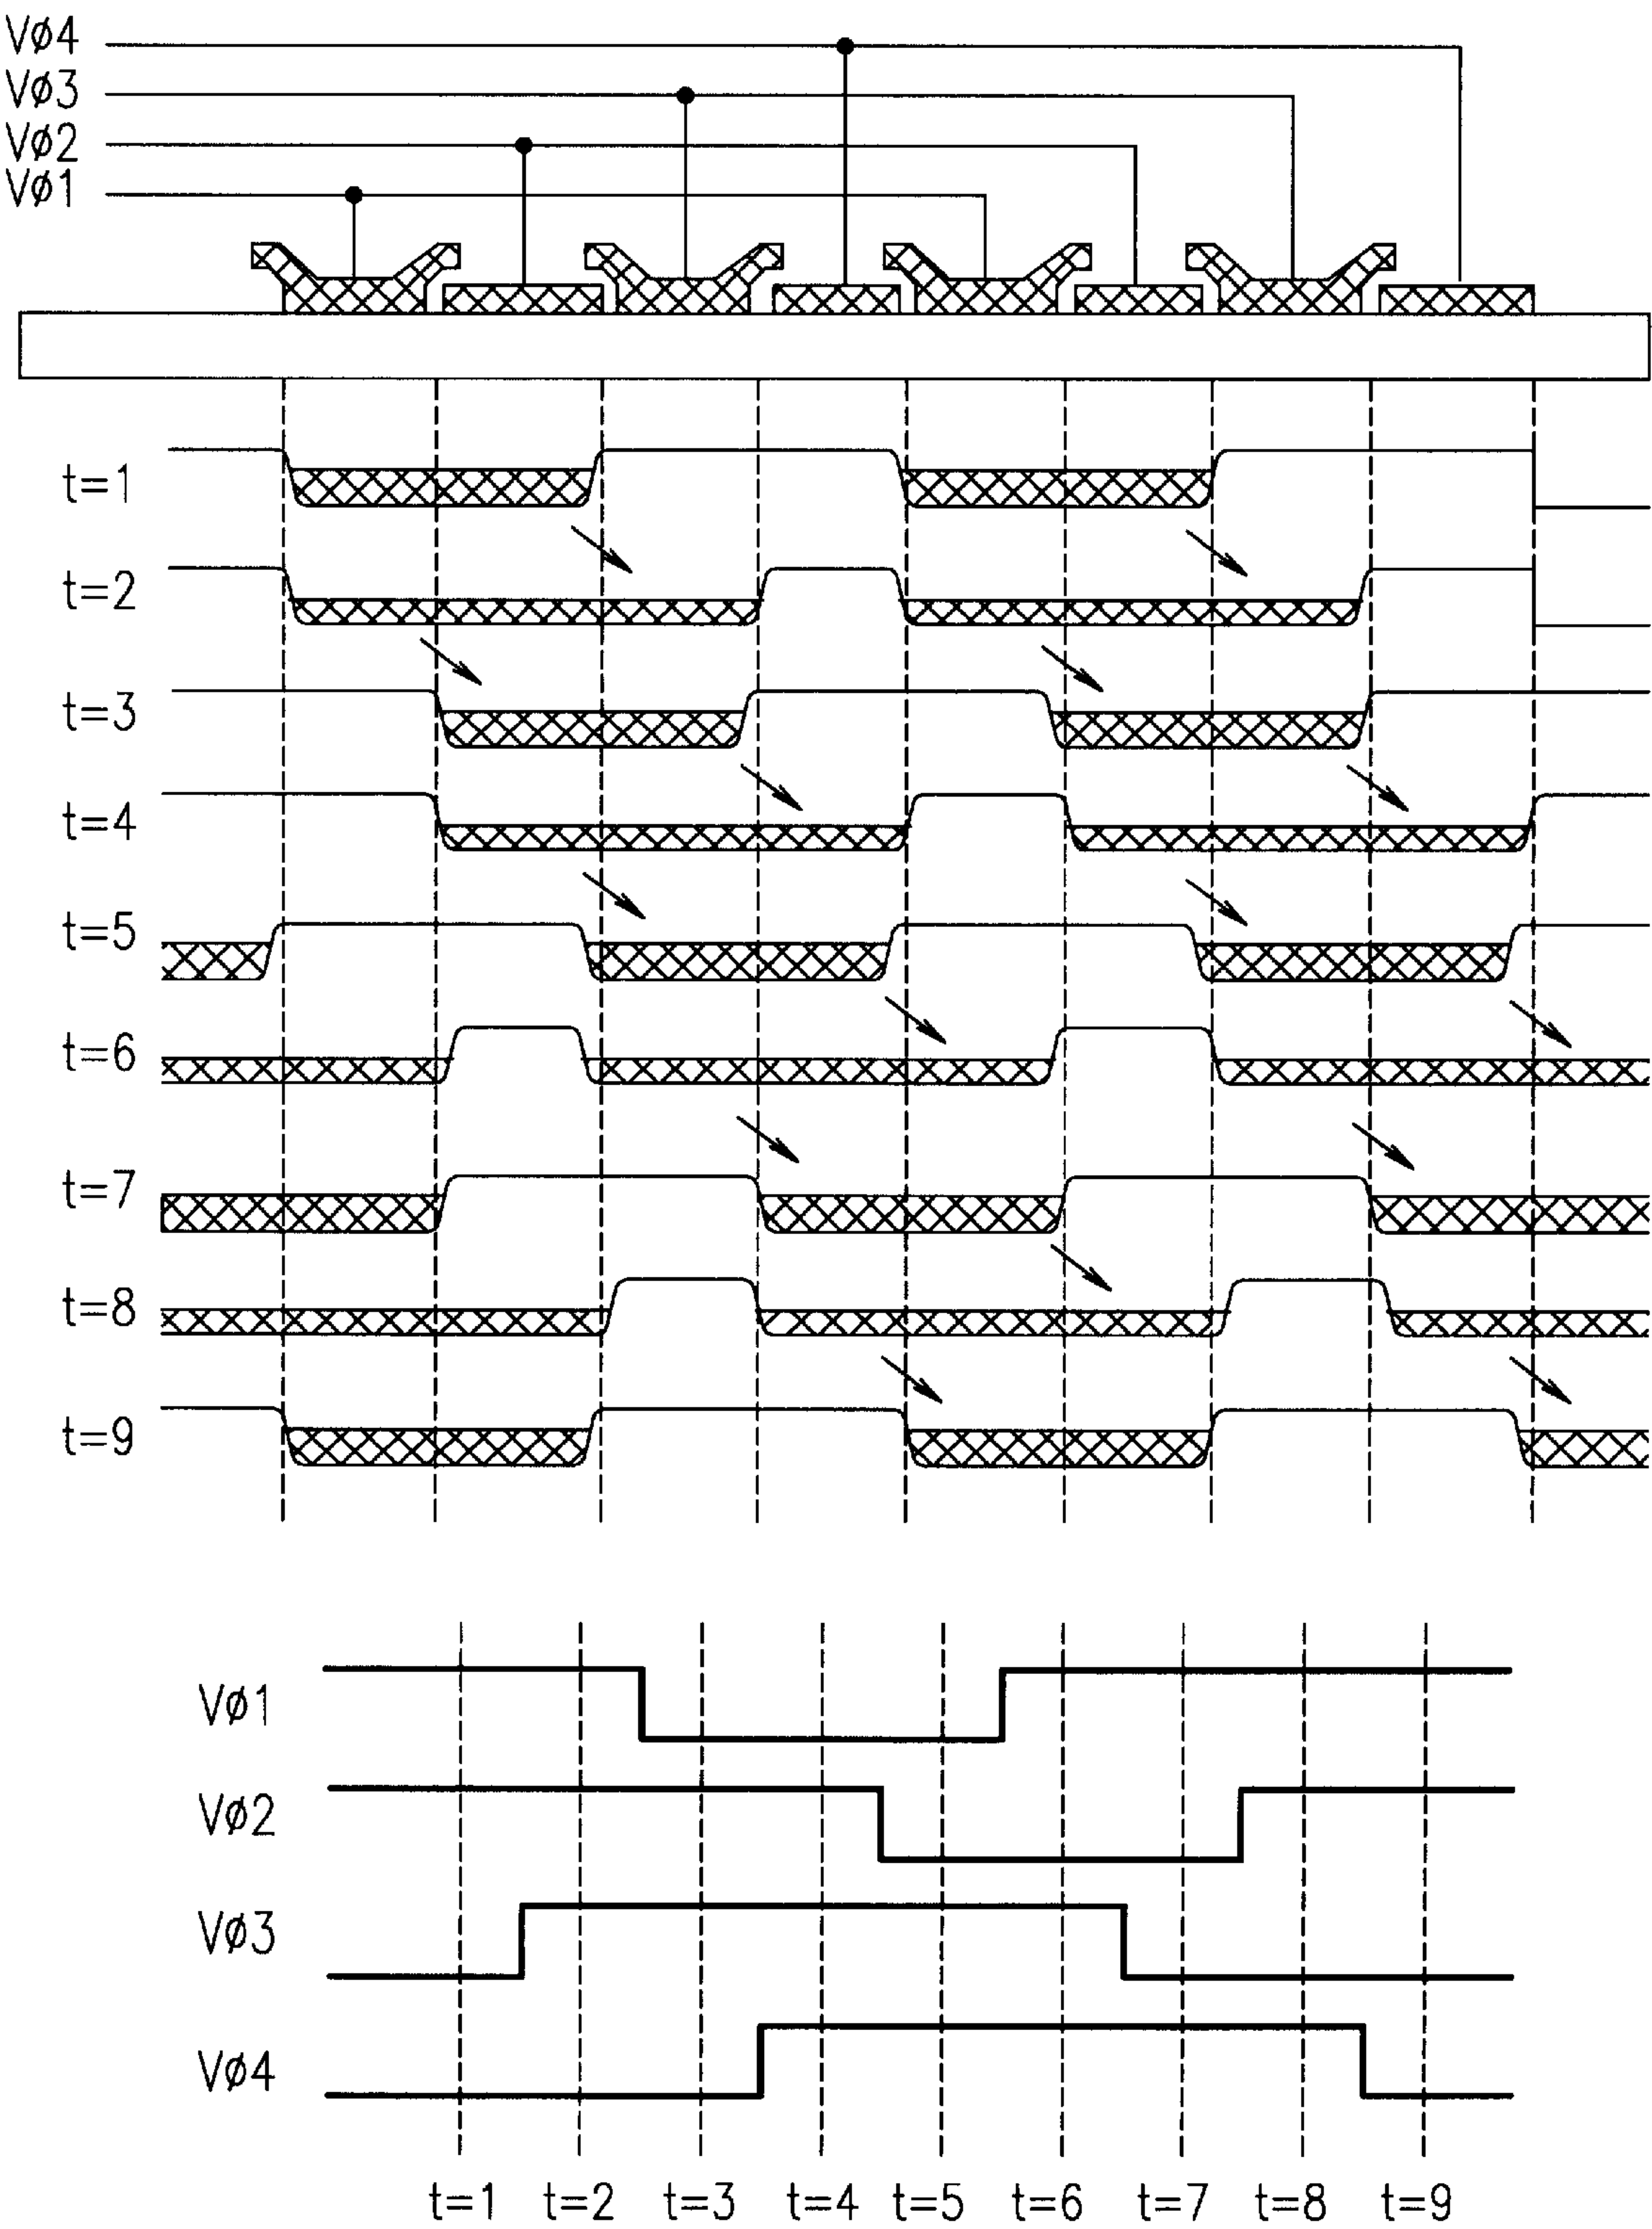 Vø4
Vø3
Vø2
Vø1
t=1
t=2
t=3
t=4
t=5
t=6
t=7
t=8
t=9
Vø1
Vø2
Vø3
Vø4
t=1 t=2 t=3 t=4 t=5 t=6 t=7 t=8 t=9